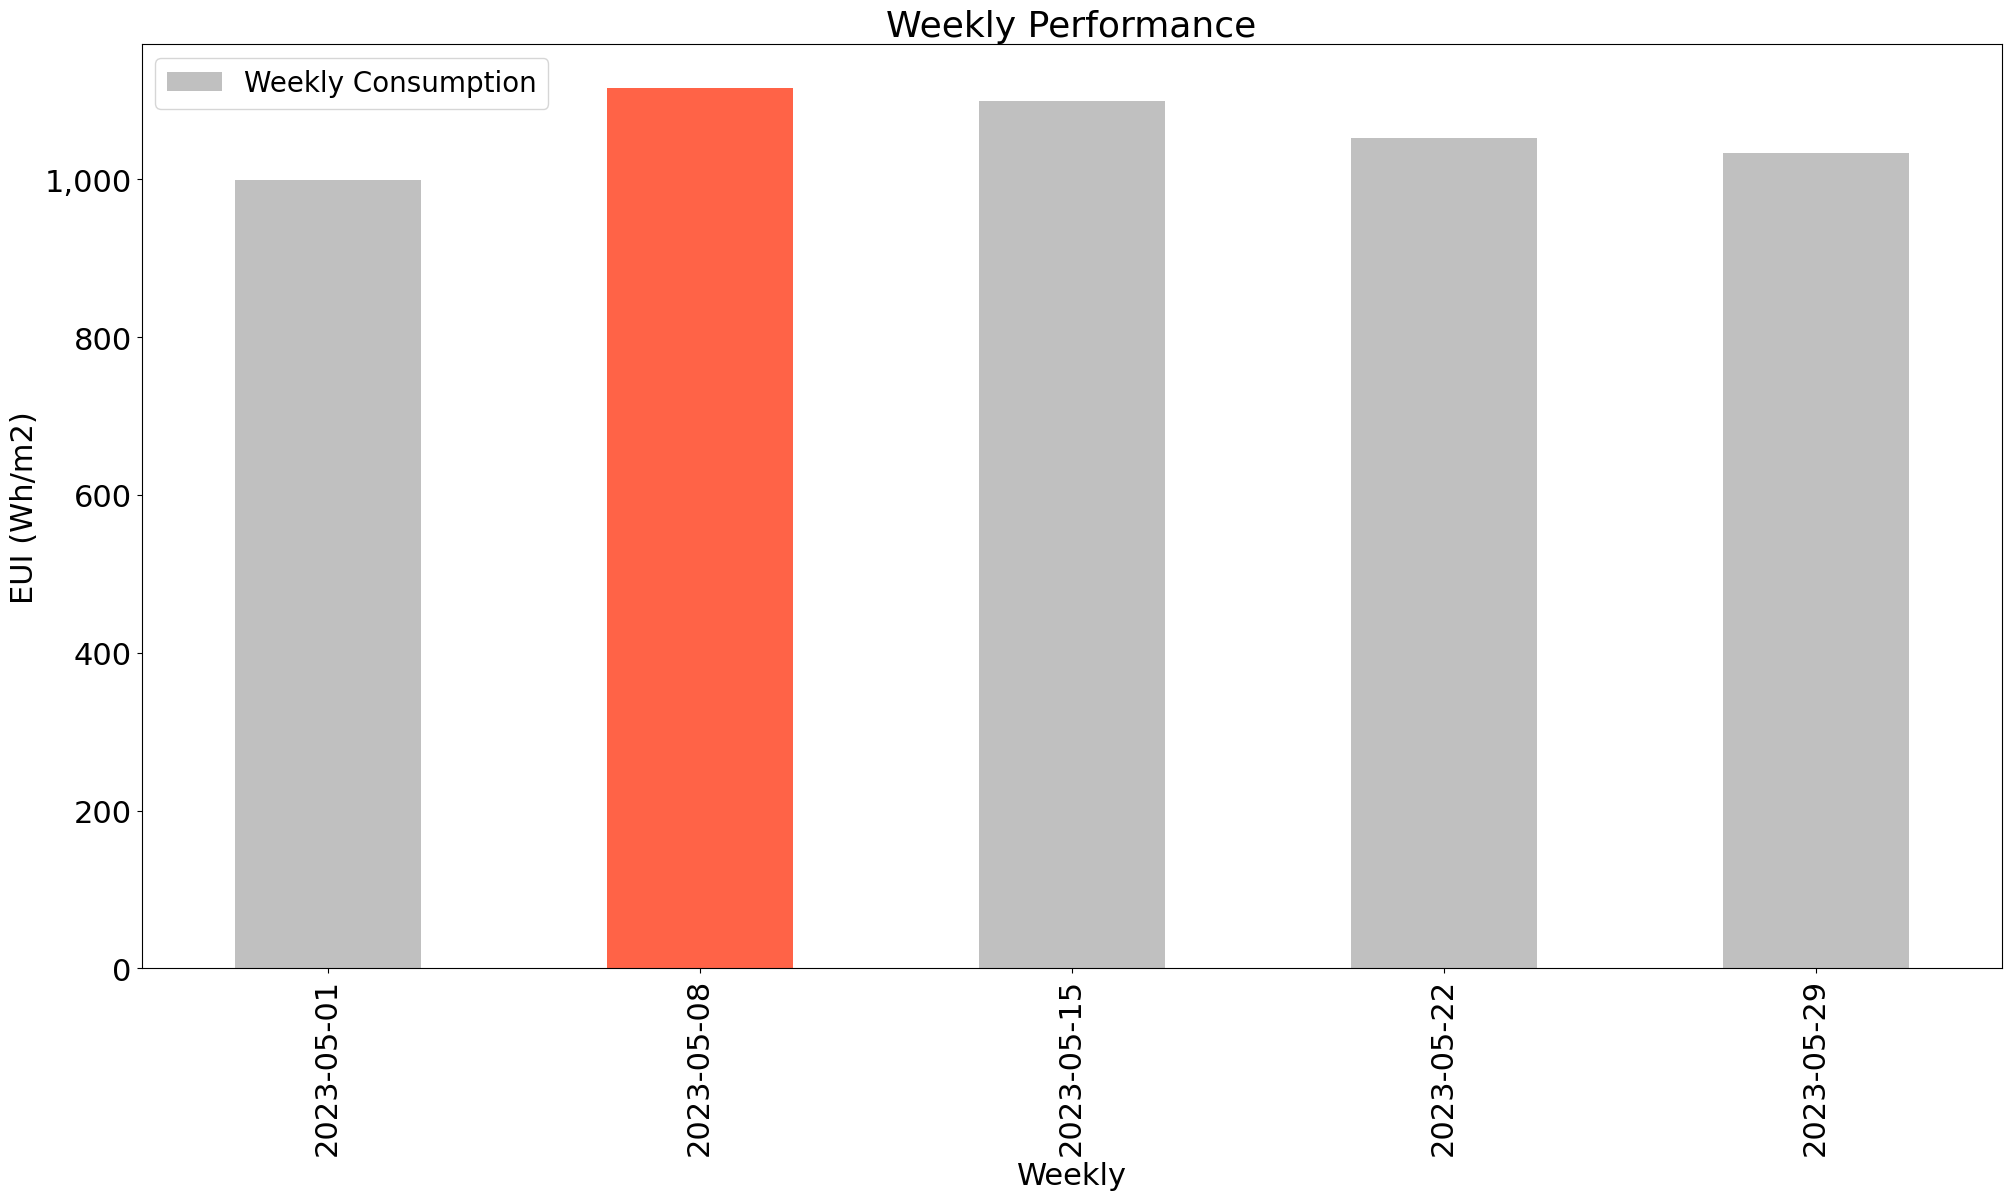 Weekly Performance
Weekly Consumption
1,000
800
600
400
200
0
EUI (Wh/m2)
2023-05-01
2023-05-08
2023-05-15
2023-05-22
2023-05-29
Weekly